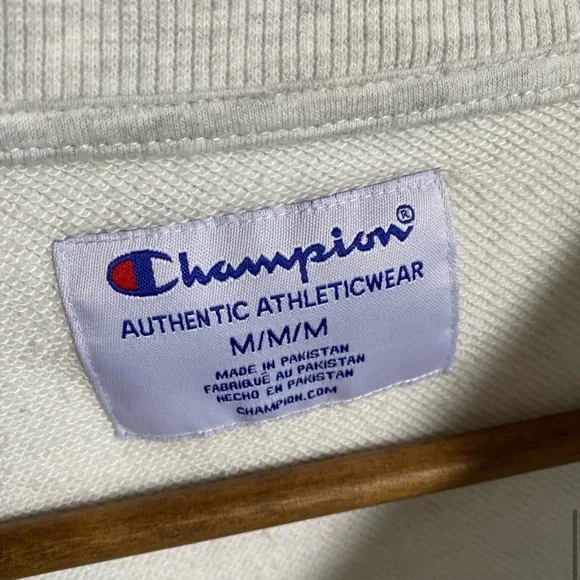 Champion®
AUTHENTIC ATHLETICWEAR
M/M/M
MADE IN PAKISTAN
FABRIQUÉ AU PAKISTAN
HECHO EN PAKISTAN
CHAMPION.COM